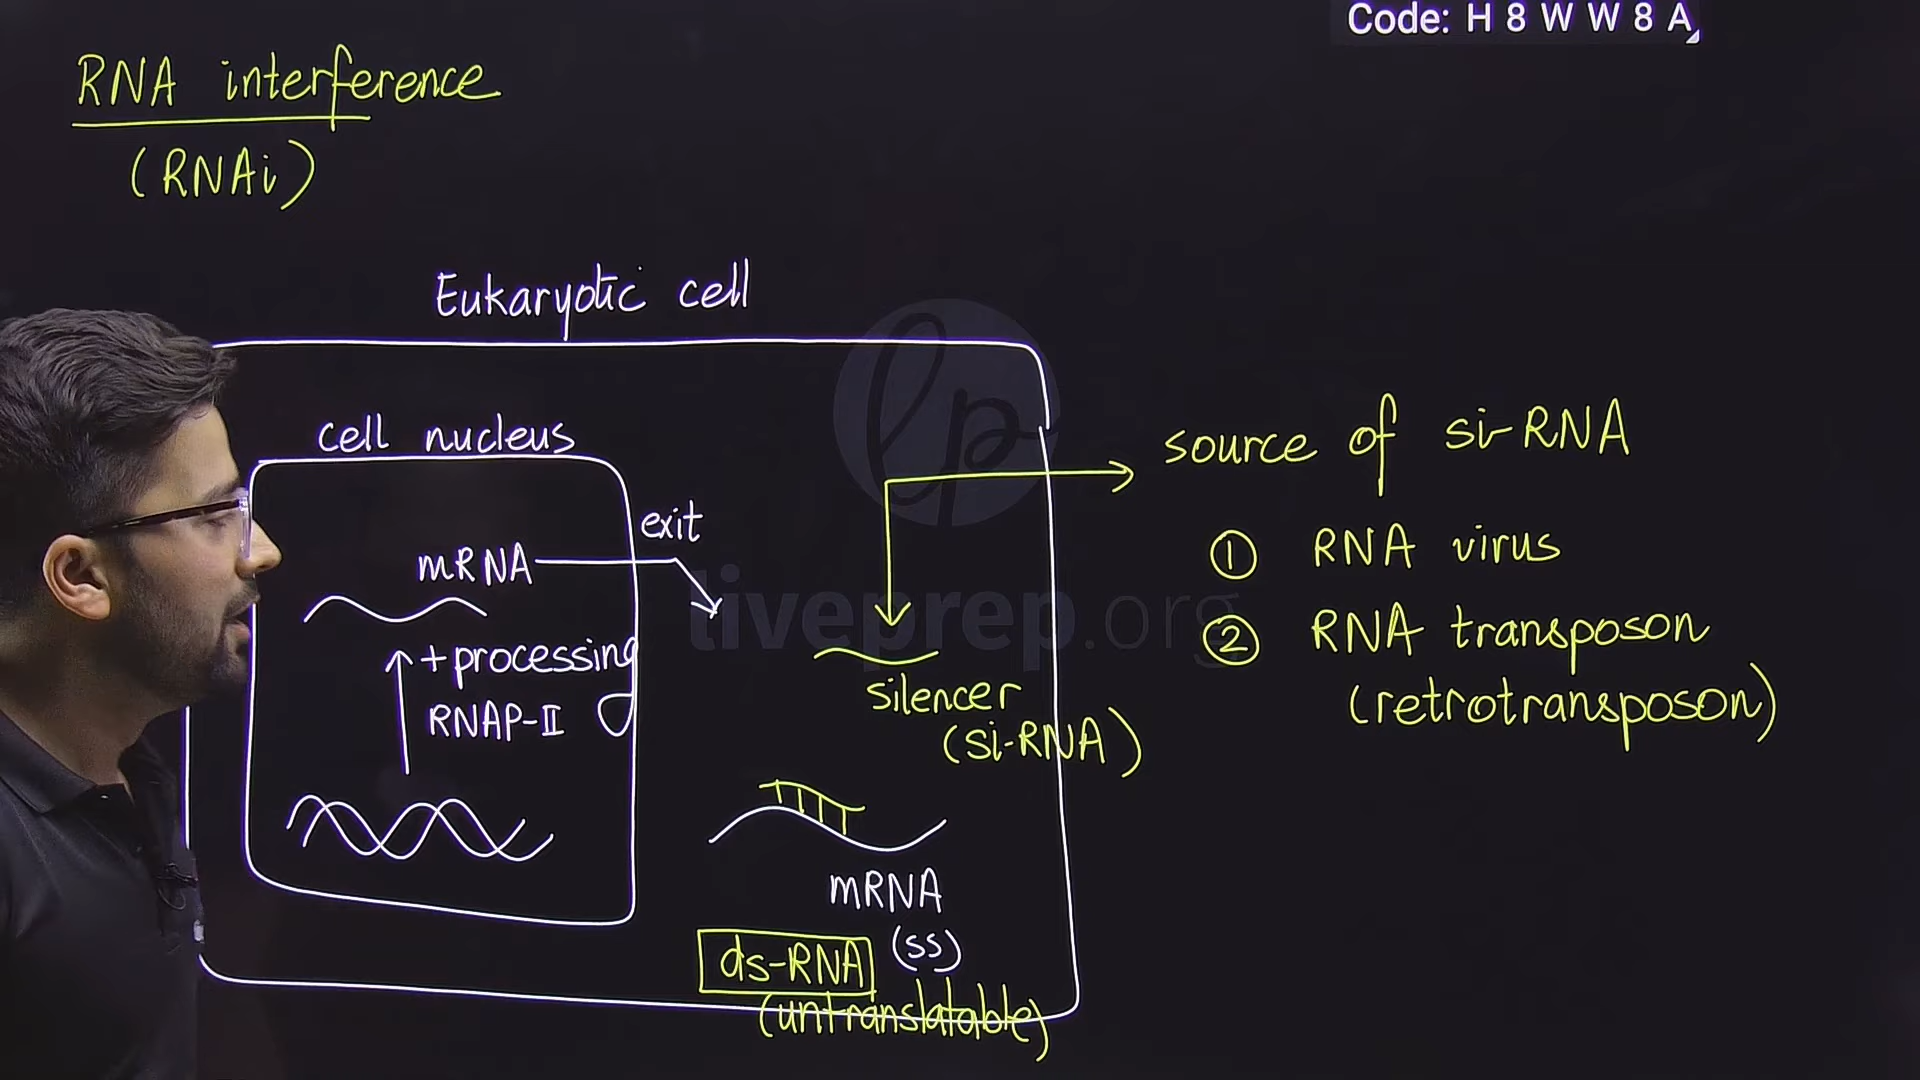 Code: H 8 W W 8 A
RNA interference
(RNAi)
Eukaryotic cell
cell nucleus
exit
mRNA
+processing
RNAP-II
source of si-RNA
① RNA virus
② RNA transposon
(retrotransposon)
lp
liveprep.org
silencer
(si-RNA)
mRNA
(ss)
ds-RNA
(untranslatable)